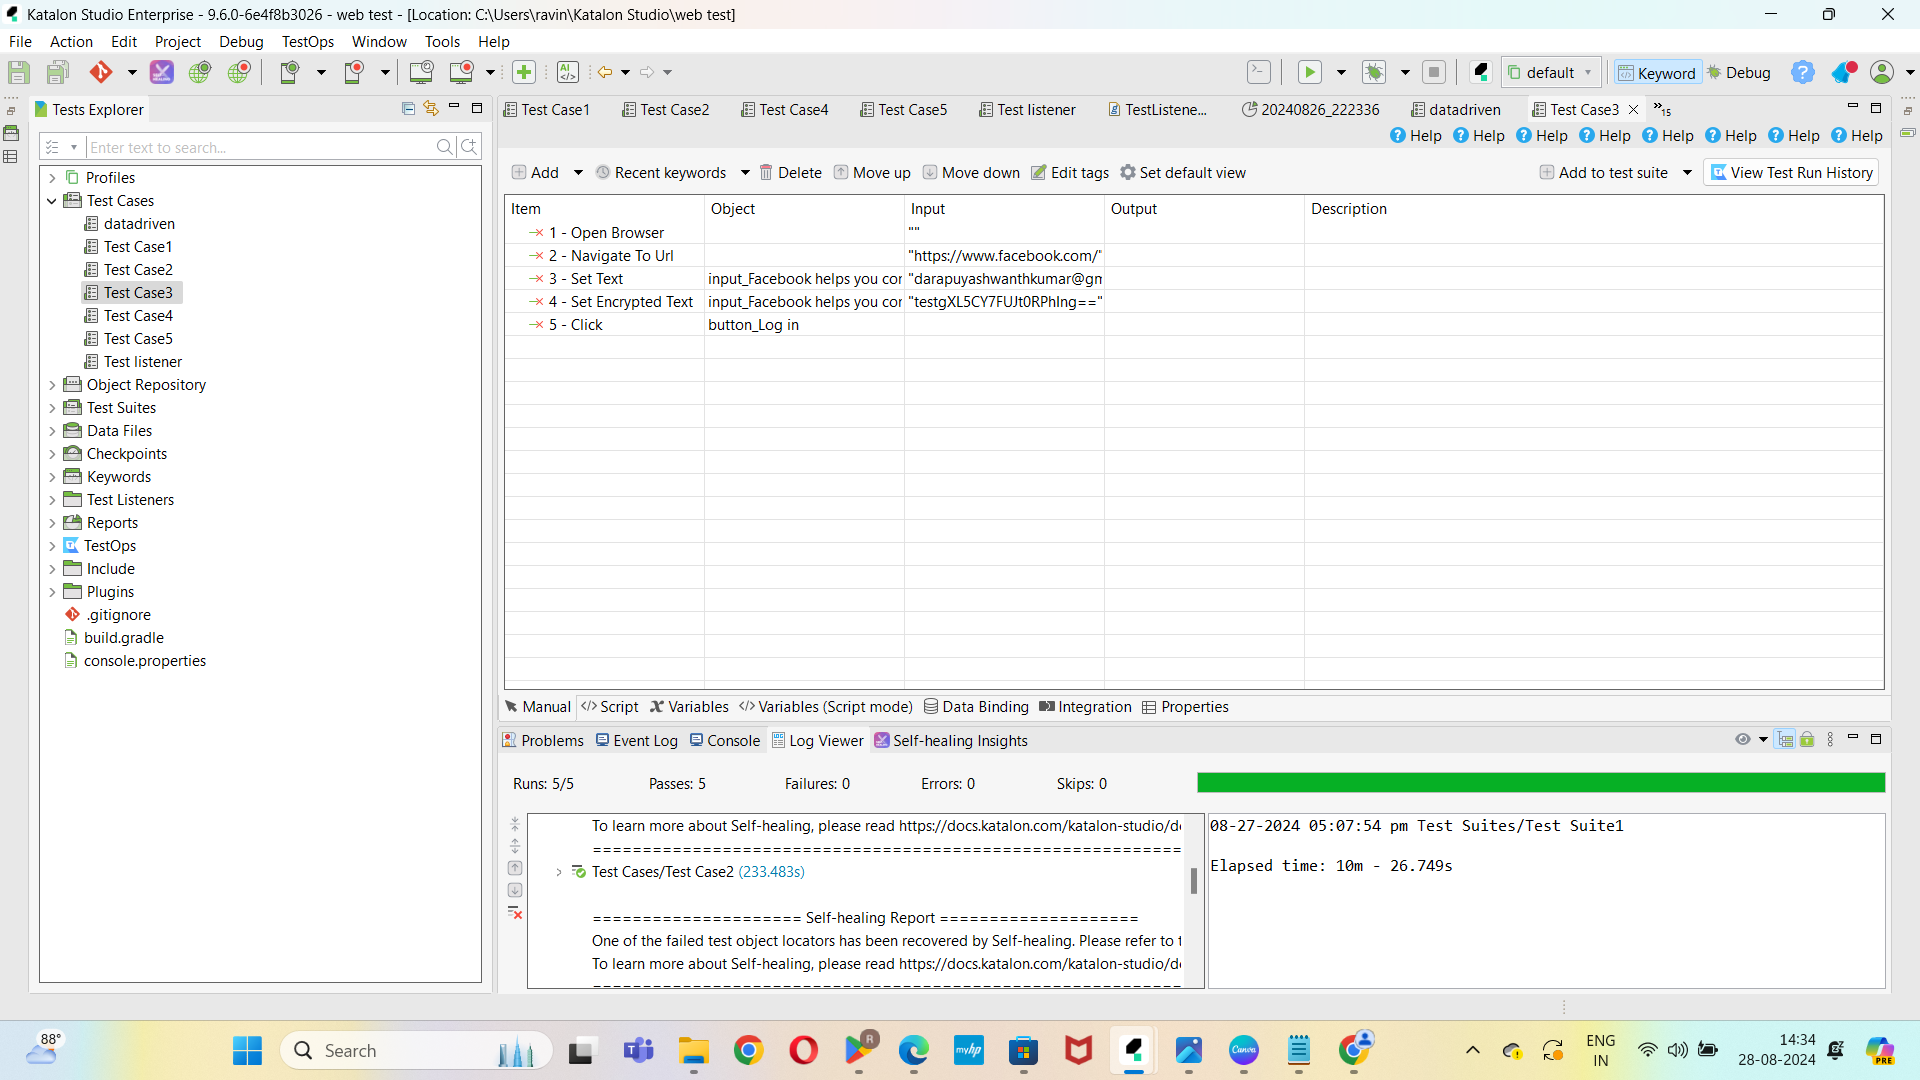 Katalon Studio Enterprise - 9.6.0-6e4f8b3026 - web test - [Location: C:\Users\ravin\Katalon Studio\web test]
File Action Edit Project Debug TestOps Window Tools Help
default Keyword Debug
Tests Explorer
Enter text to search...
Profiles
Test Cases
datadriven
Test Case1
Test Case2
Test Case3
Test Case4
Test Case5
Test listener
Object Repository
Test Suites
Data Files
Checkpoints
Keywords
Test Listeners
Reports
TestOps
Include
Plugins
.gitignore
build.gradle
console.properties
Test Case1 Test Case2 Test Case4 Test Case5 Test listener TestListene... 20240826_222336 datadriven Test Case3 15
Help Help Help Help Help Help Help Help
Add Recent keywords Delete Move up Move down Edit tags Set default view Add to test suite View Test Run History
Item Object Input Output Description
1 - Open Browser ""
2 - Navigate To Url "https://www.facebook.com/"
3 - Set Text input_Facebook helps you cor "darapuyashwanthkumar@gm
4 - Set Encrypted Text input_Facebook helps you cor "testgXL5CY7FUJt0RPhIng=="
5 - Click button_Log in
Manual Script Variables Variables (Script mode) Data Binding Integration Properties
Problems Event Log Console Log Viewer Self-healing Insights
Runs: 5/5 Passes: 5 Failures: 0 Errors: 0 Skips: 0
To learn more about Self-healing, please read https://docs.katalon.com/katalon-studio/d
===========================================================
Test Cases/Test Case2 (233.483s)
===================== Self-healing Report ====================
One of the failed test object locators has been recovered by Self-healing. Please refer to t
To learn more about Self-healing, please read https://docs.katalon.com/katalon-studio/d
08-27-2024 05:07:54 pm Test Suites/Test Suite1
Elapsed time: 10m - 26.749s
88°
Search
myhp
Canva
R
ENG
IN
14:34
28-08-2024
PRE